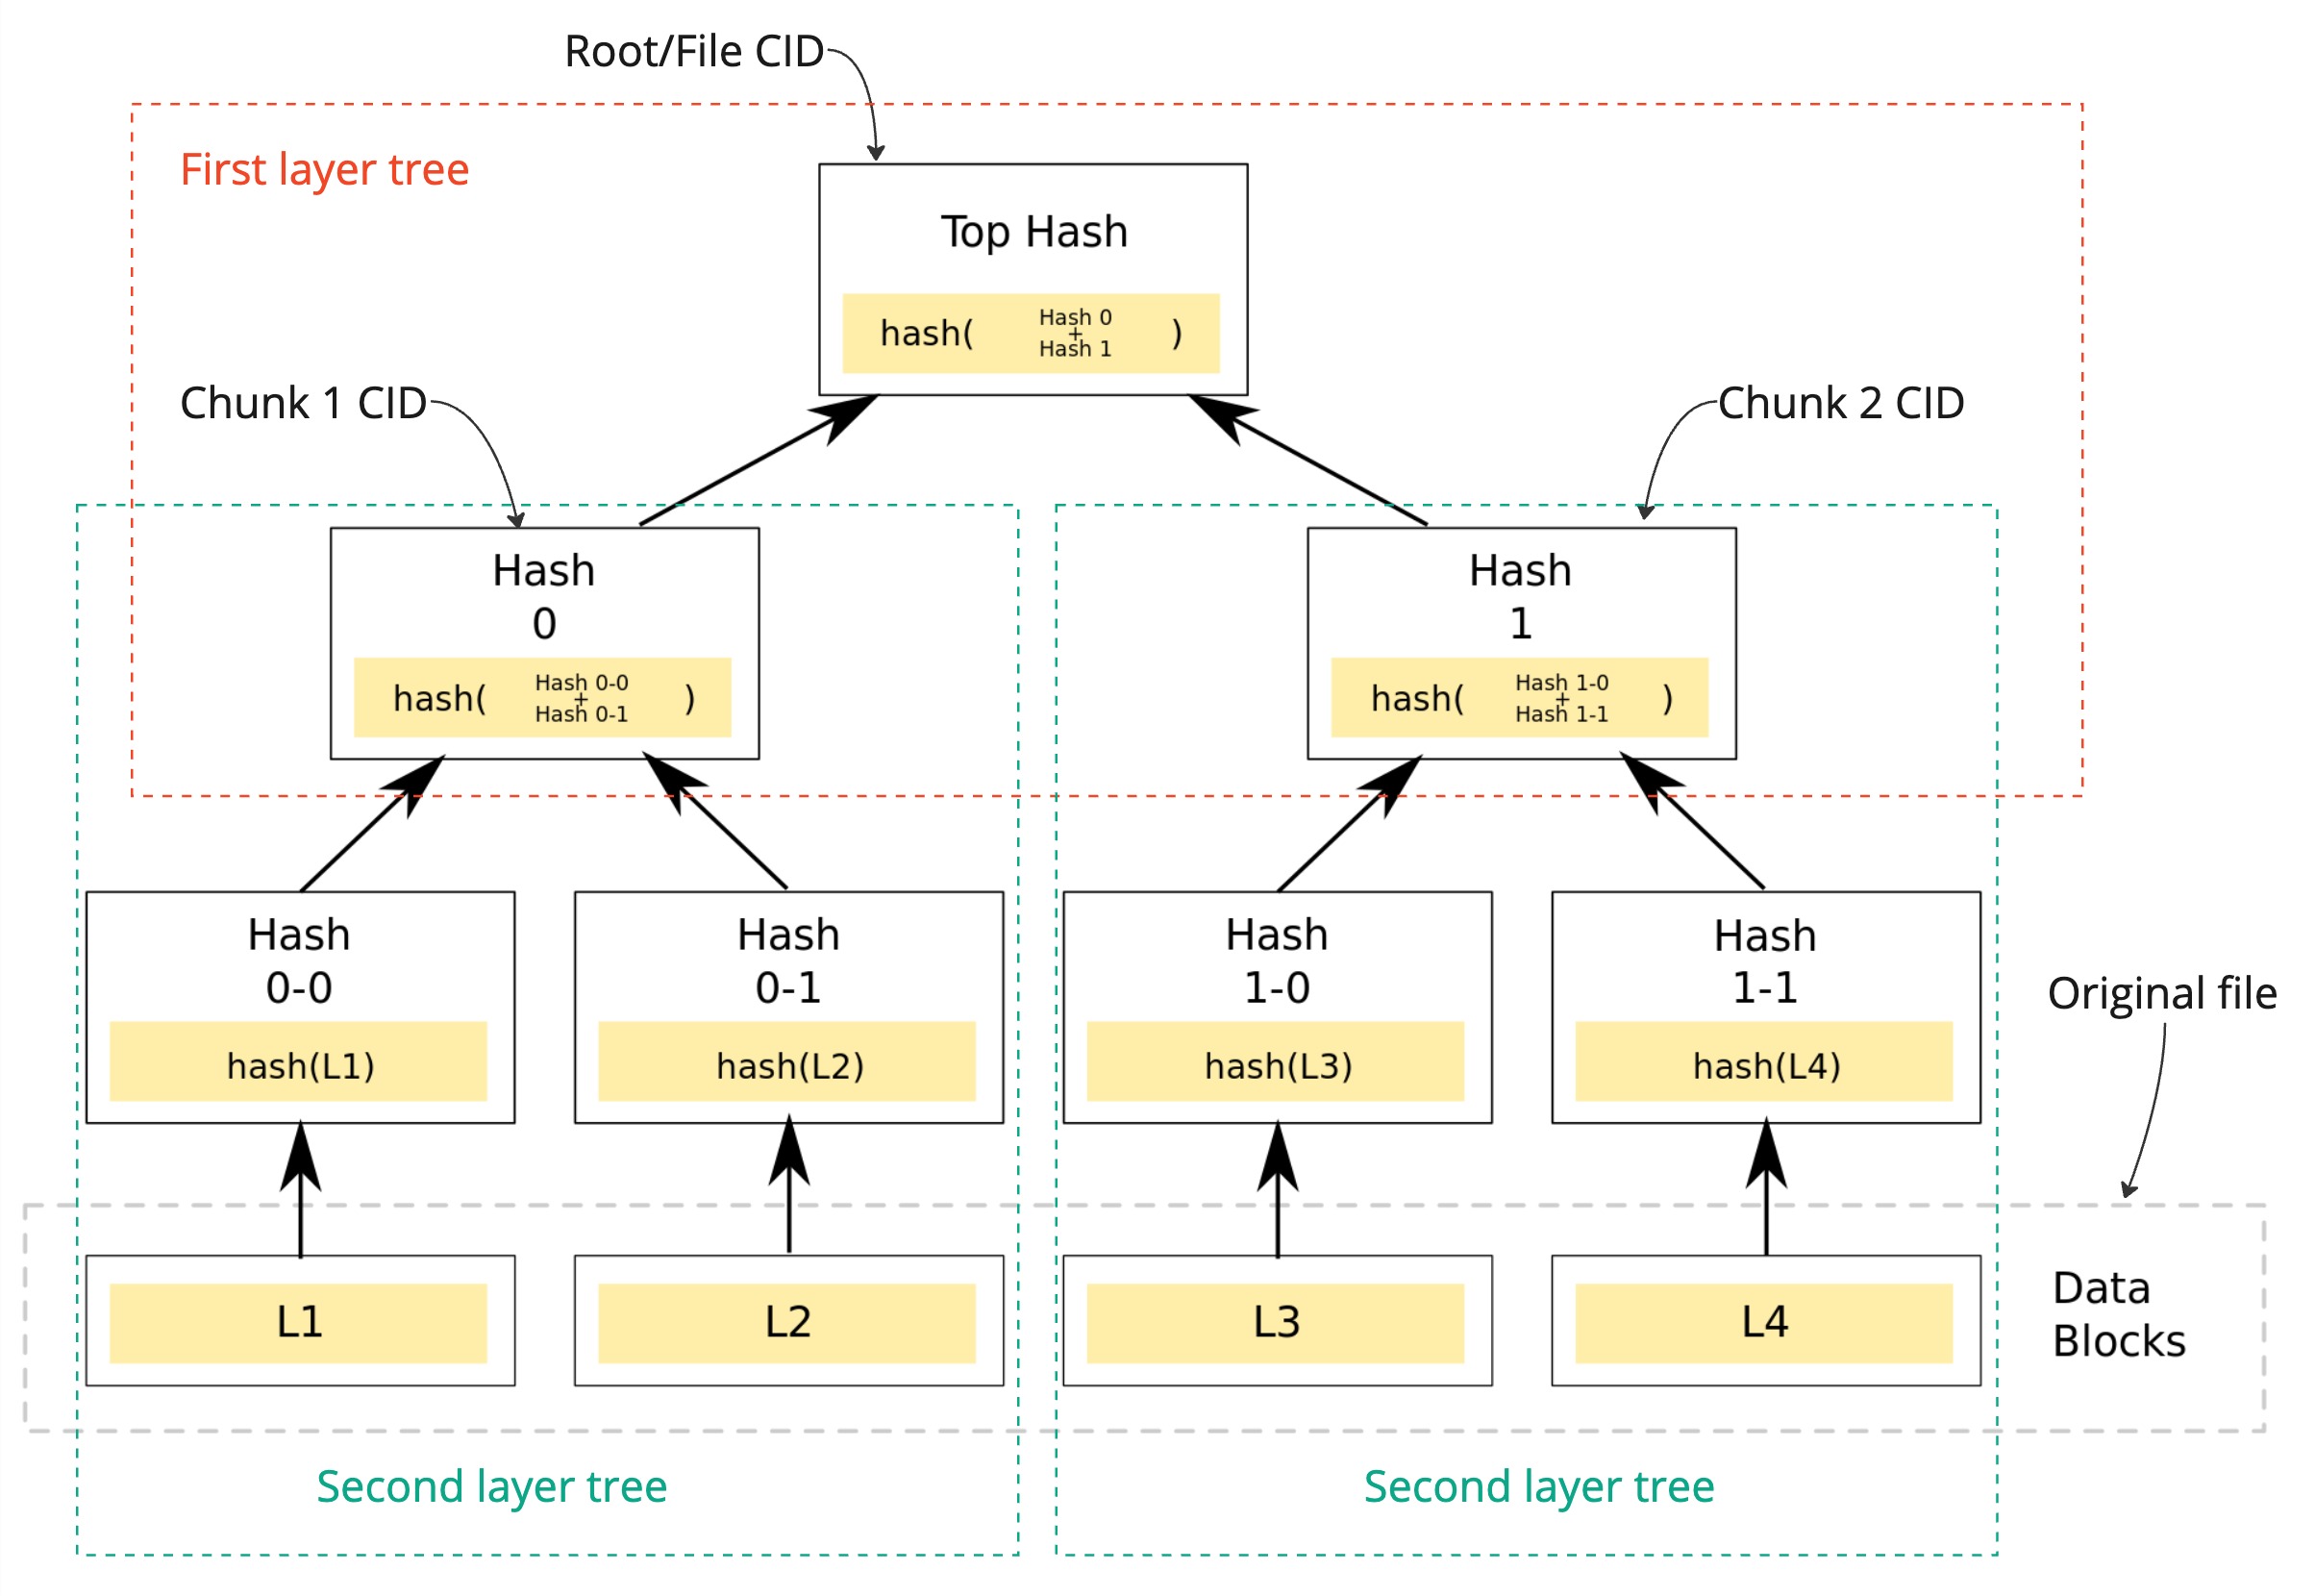 Root/File CID
First layer tree
Top Hash
hash( Hash 0 + Hash 1 )
Chunk 1 CID
Chunk 2 CID
Hash
0
hash( Hash 0-0 + Hash 0-1 )
Hash
1
hash( Hash 1-0 + Hash 1-1 )
Hash
0-0
hash(L1)
Hash
0-1
hash(L2)
Hash
1-0
hash(L3)
Hash
1-1
hash(L4)
Original file
L1
L2
L3
L4
Data
Blocks
Second layer tree
Second layer tree